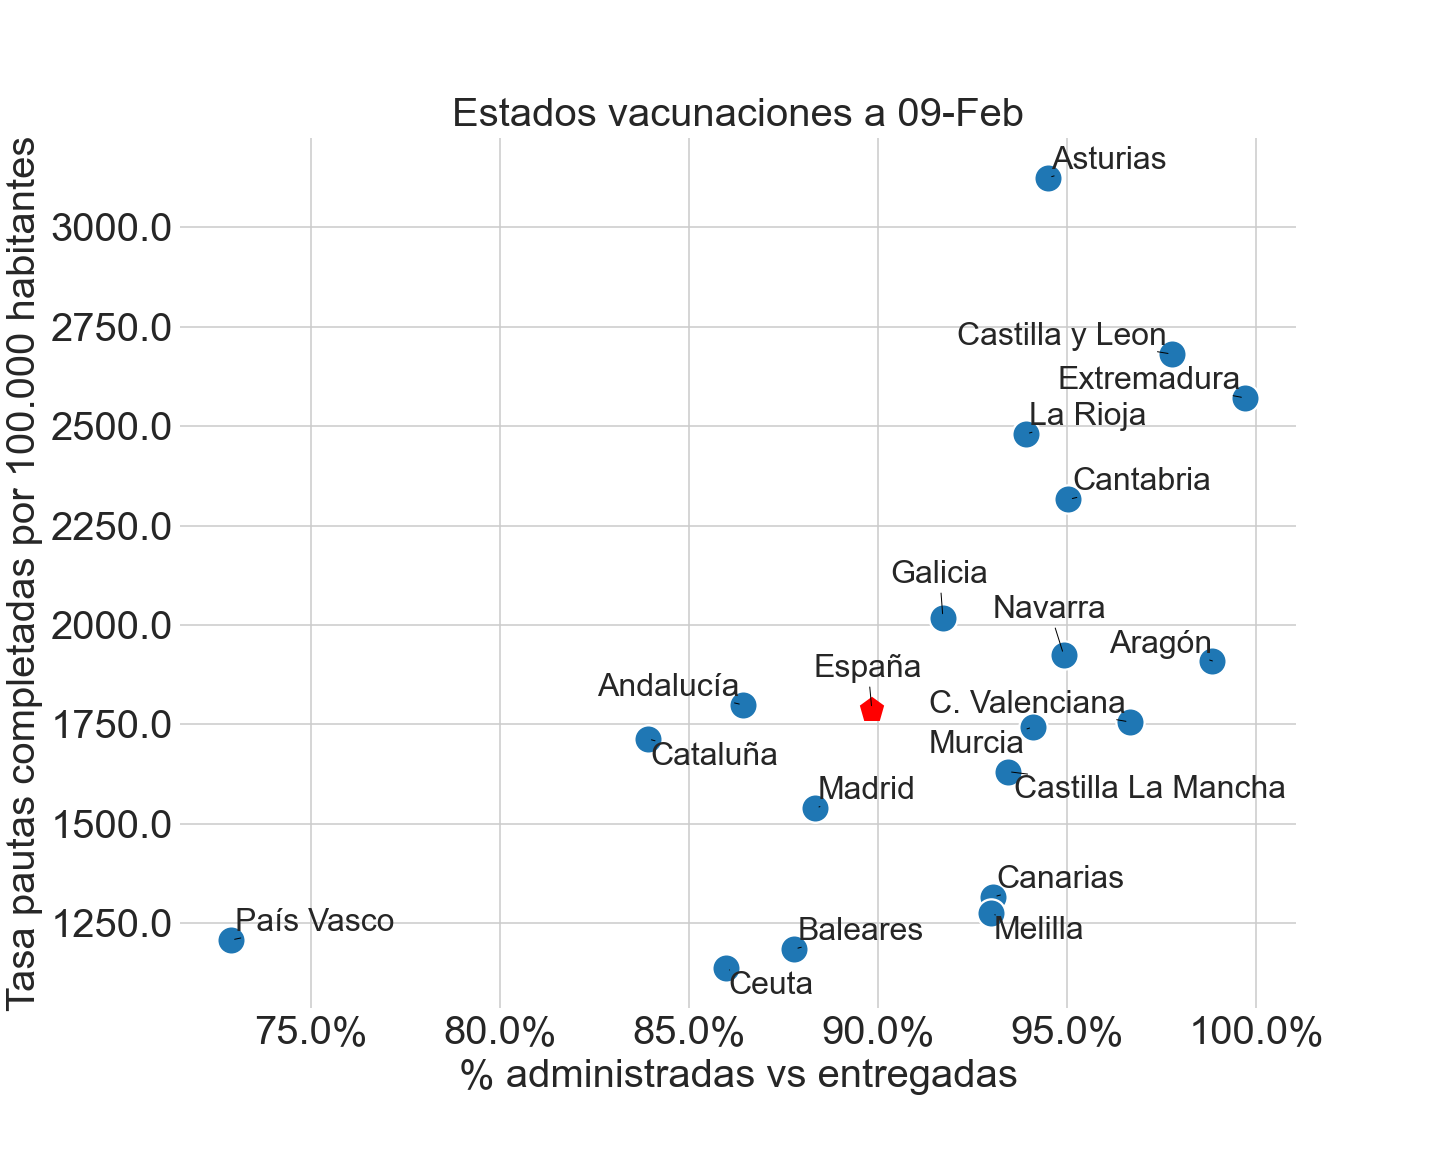 Estados vacunaciones a 09-Feb
Tasa pautas completadas por 100.000 habitantes
3000.0
2750.0
2500.0
2250.0
2000.0
1750.0
1500.0
1250.0
Asturias
Castilla y Leon
Extremadura
La Rioja
Cantabria
Galicia
Navarra
Aragón
España
Andalucía
C. Valenciana
Murcia
Cataluña
Castilla La Mancha
Madrid
Canarias
País Vasco
Melilla
Baleares
Ceuta
75.0%
80.0%
85.0%
90.0%
95.0%
100.0%
% administradas vs entregadas